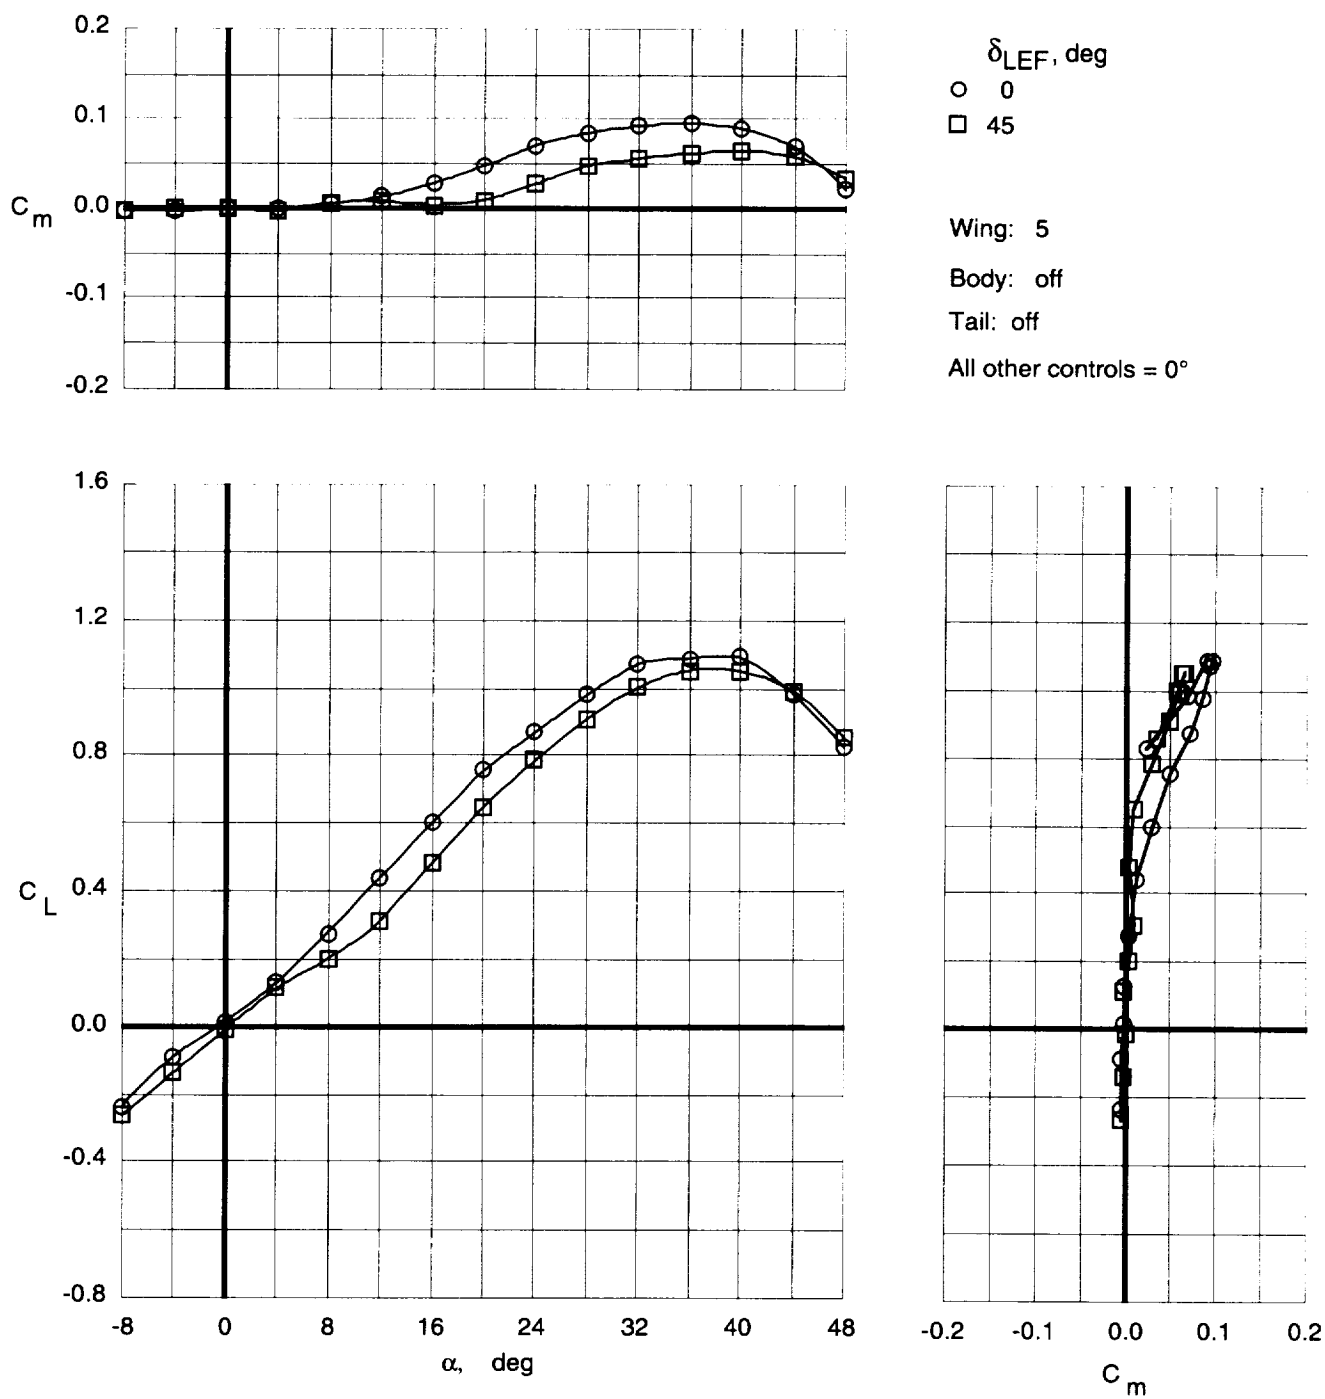 0.2
0.1
0.0
-0.1
-0.2
C m
δLEF, deg
0
45
Wing: 5
Body: off
Tail: off
All other controls = 0°
1.6
1.2
0.8
0.4
0.0
-0.4
-0.8
C L
-8 0 8 16 24 32 40 48
α, deg
-0.2 -0.1 0.0 0.1 0.2
C m